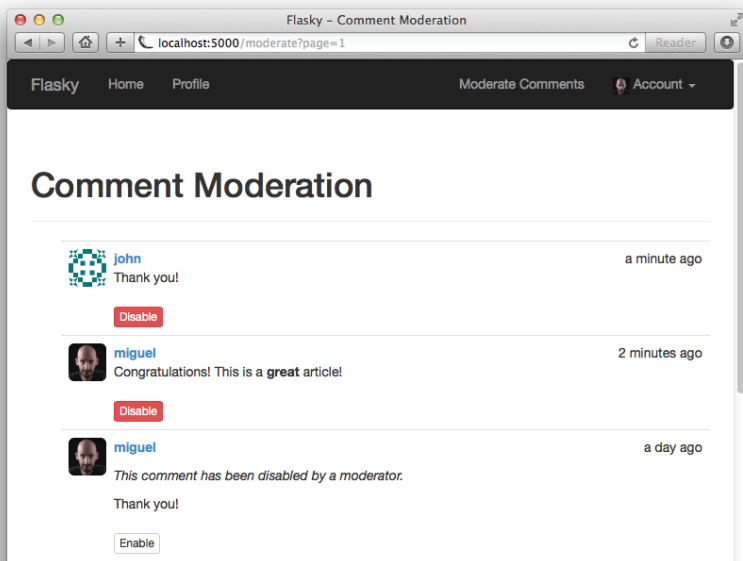 Flasky – Comment Moderation
localhost:5000/moderate?page=1
Reader
Flasky Home Profile Moderate Comments Account
Comment Moderation
john a minute ago
Thank you!
Disable
miguel 2 minutes ago
Congratulations! This is a great article!
Disable
miguel a day ago
This comment has been disabled by a moderator.
Thank you!
Enable